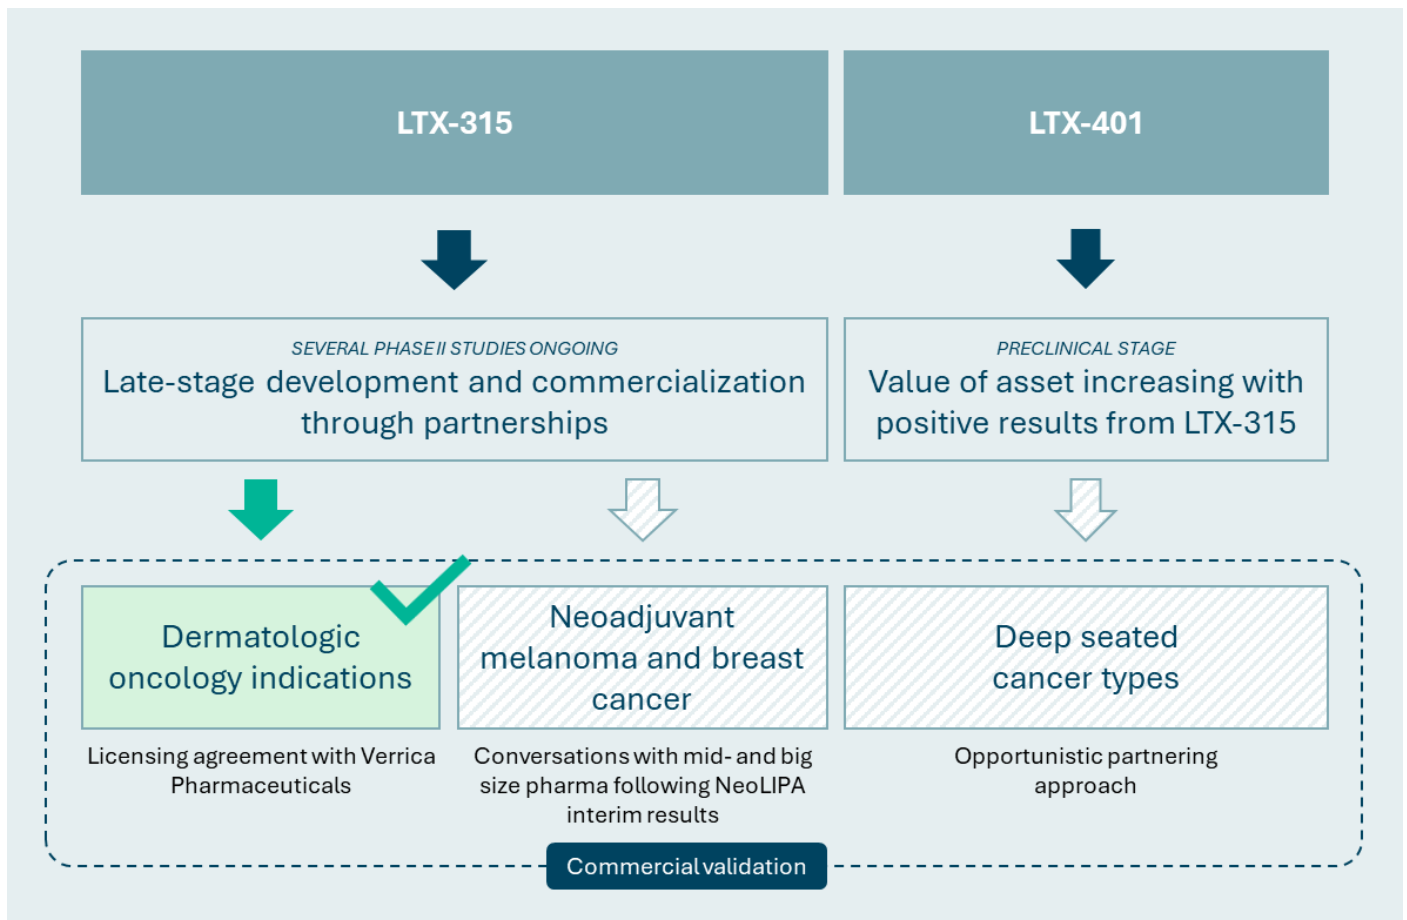 LTX-315
LTX-401
SEVERAL PHASE II STUDIES ONGOING
Late-stage development and commercialization
through partnerships
PRECLINICAL STAGE
Value of asset increasing with
positive results from LTX-315
Dermatologic
oncology indications
Neoadjuvant
melanoma and breast
cancer
Deep seated
cancer types
Licensing agreement with Verrica
Pharmaceuticals
Conversations with mid- and big
size pharma following NeoLIPA
interim results
Opportunistic partnering
approach
Commercial validation